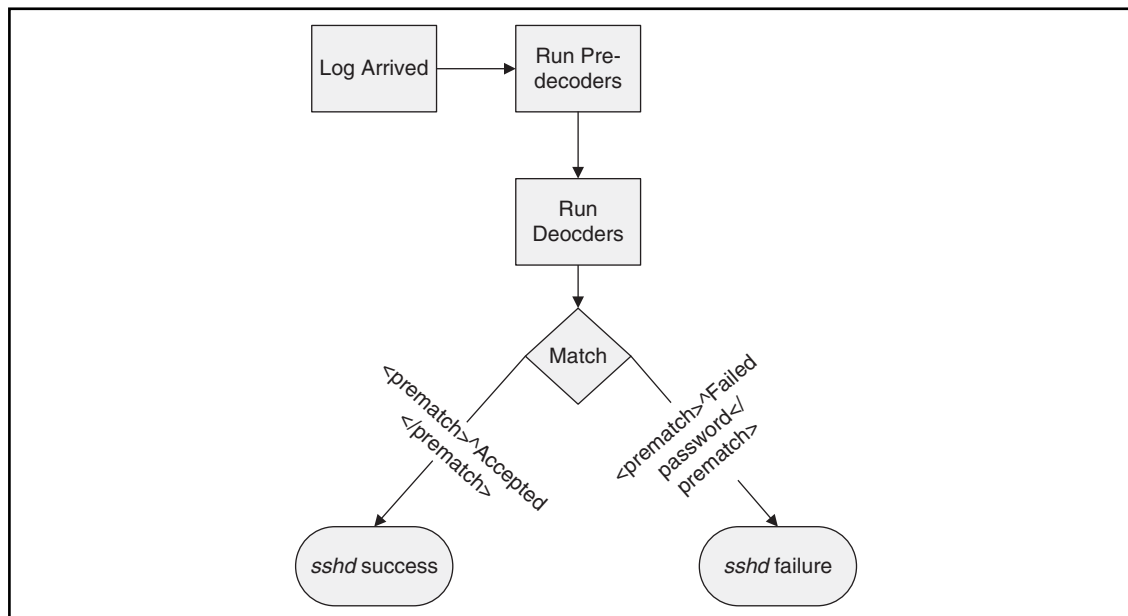 Log Arrived
Run Pre-
decoders
Run
Deocders
Match
<prematch>^Accepted
</prematch>
<prematch>^Failed
password</
prematch>
sshd success
sshd failure